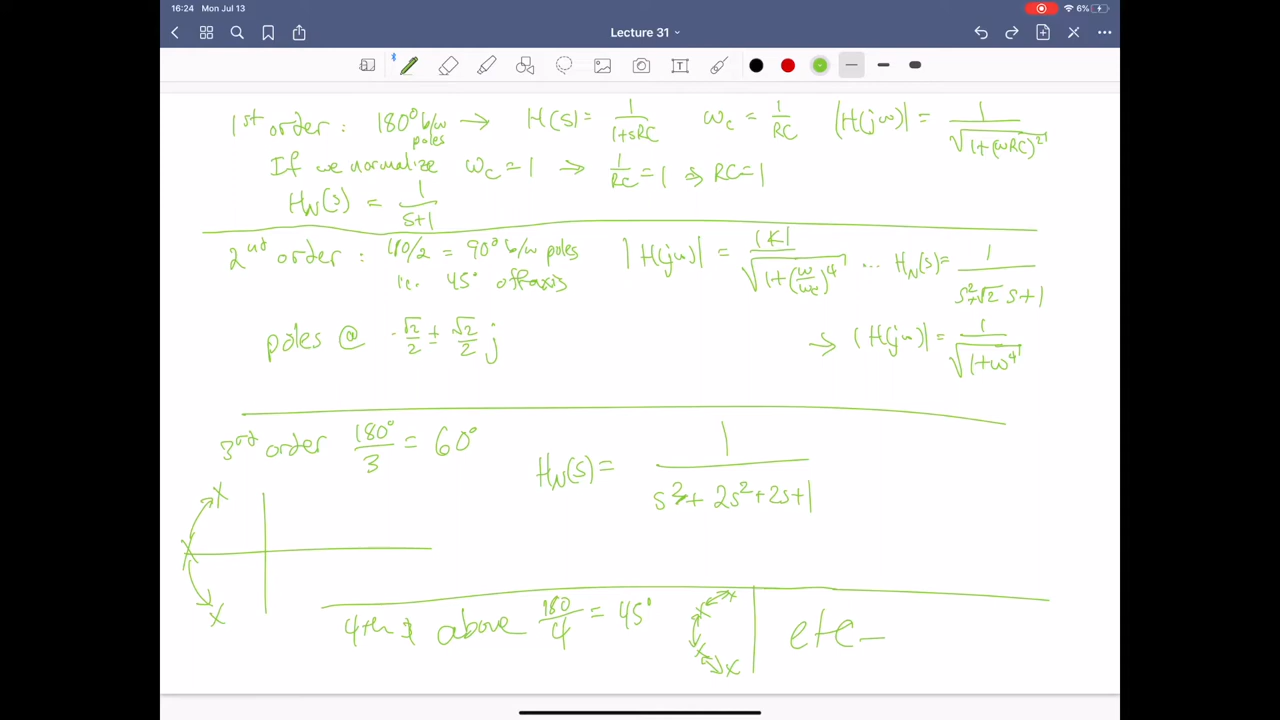 16:24 Mon Jul 13
6%
Lecture 31
1st order : 180° b/w poles → H(s) = 1/(1+sRC) ωc = 1/RC |H(jω)| = 1/√(1+(ωRC)²)
If we normalize ωc = 1 → 1/RC = 1 → RC = 1
HN(s) = 1/(s+1)
2nd order : 180/2 = 90° b/w poles |H(jω)| = |K|/√(1+(ω/ωc)⁴) ... HN(s) = 1/(s²+√2 s+1)
i.e. 45° off axis
poles @ -√2/2 ± √2/2 j → |H(jω)| = 1/√(1+ω⁴)
3rd order 180°/3 = 60° HN(s) = 1/(s³+2s²+2s+1)
X
X
X
4th & above 180/4 = 45° X X X X etc